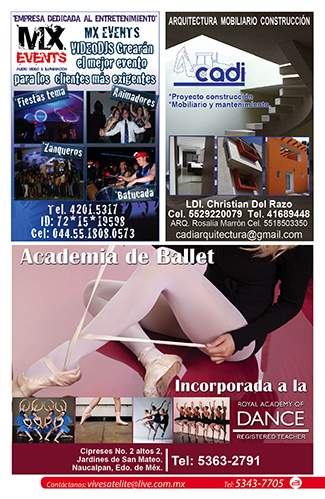 "EMPRESA DEDICADA AL ENTRETENIMIENTO"
MX
EVENTS
AUDIO VIDEO & ILUMINACION
MX EVENTS
VIDEODJs Crearán
el mejor evento
para los clientes más exigentes
Fiestas tema
Animadores
Zanqueros
Batucada
Tel. 4201.5317
ID: 72*15*19598
Cel: 044.55.1808.0573
ARQUITECTURA MOBILIARIO CONSTRUCCIÓN
cadi
*Proyecto construcción
*Mobiliario y mantenimiento
LDI. Christian Del Razo
Cel. 5529220079 Tel. 41689448
ARQ. Rosalia Marrón Cel. 5518503350
cadiarquitectura@gmail.com
Academia de Ballet
Incorporada a la
ROYAL ACADEMY OF
DANCE
REGISTERED TEACHER
Cipreses No. 2 altos 2,
Jardines de San Mateo.
Naucalpan, Edo. de Méx.
Tel: 5363-2791
Contáctanos: vivesatelite@live.com.mx
Tel: 5343-7705